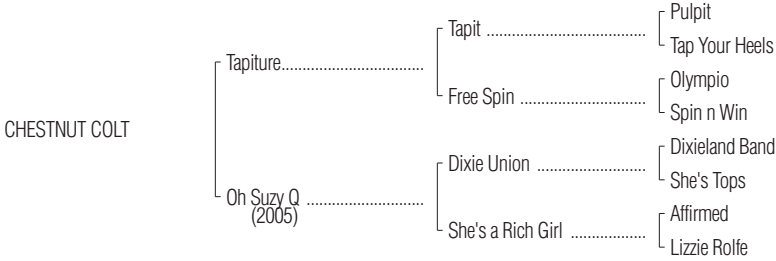 Pulpit
Tapit ........................................
Tap Your Heels
Tapiture....................................
Olympio
Free Spin ................................
Spin n Win
CHESTNUT COLT
Dixieland Band
Dixie Union ...........................
She's Tops
Oh Suzy Q .............................
(2005)
Affirmed
She's a Rich Girl ...................
Lizzie Rolfe